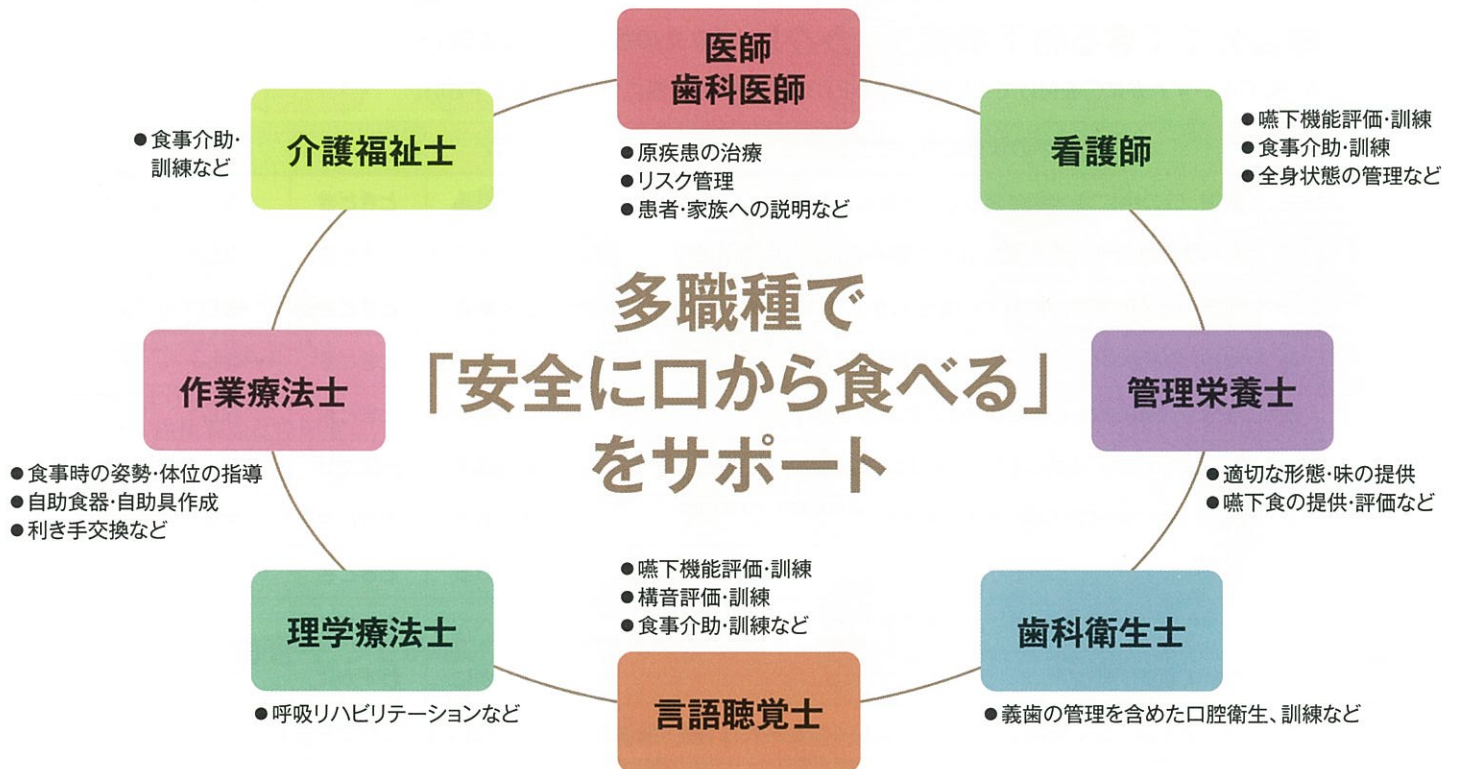 医師
歯科医師
●原疾患の治療
●リスク管理
●患者・家族への説明など
看護師
●嚥下機能評価・訓練
●食事介助・訓練
●全身状態の管理など
管理栄養士
●適切な形態・味の提供
●嚥下食の提供・評価など
歯科衛生士
●義歯の管理を含めた口腔衛生、訓練など
●嚥下機能評価・訓練
●構音評価・訓練
●食事介助・訓練など
言語聴覚士
理学療法士
●呼吸リハビリテーションなど
作業療法士
●食事時の姿勢・体位の指導
●自助食器・自助具作成
●利き手交換など
介護福祉士
●食事介助・
訓練など
多職種で
「安全に口から食べる」
をサポート